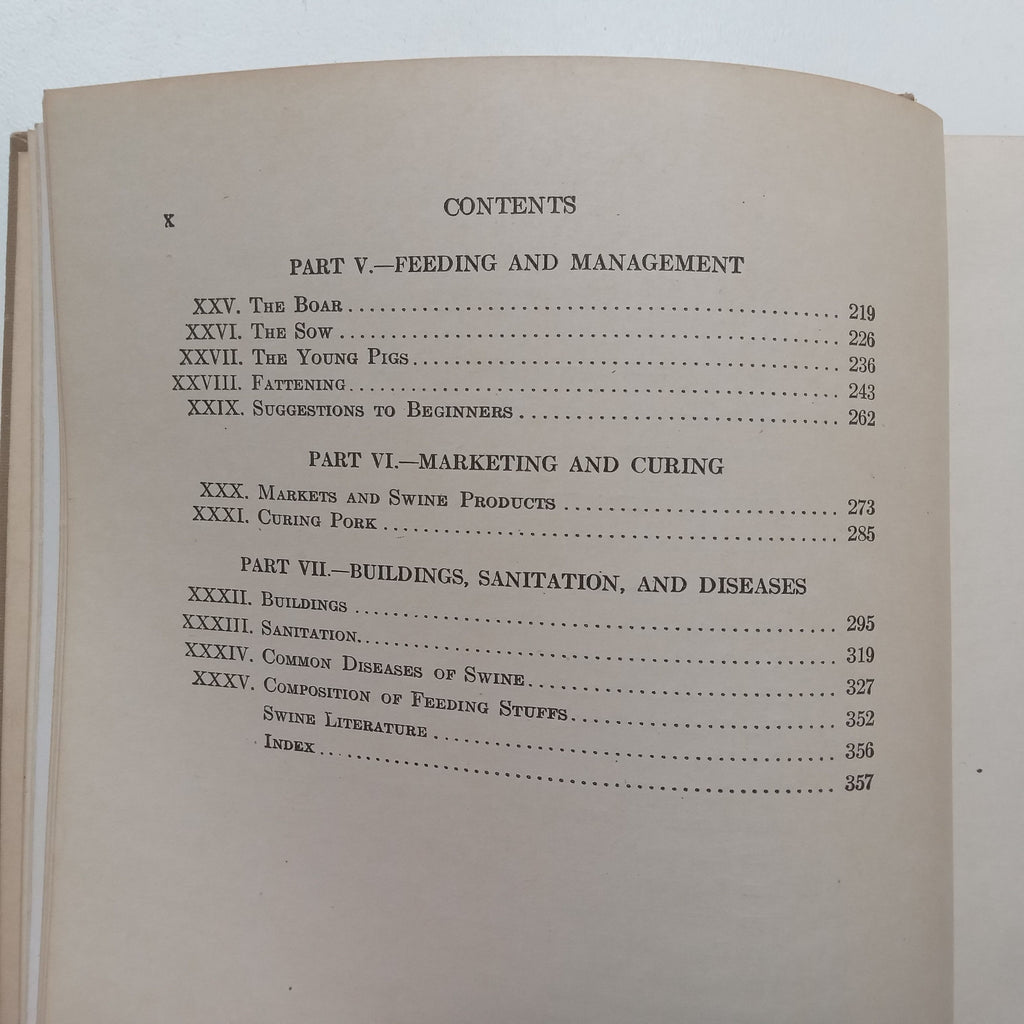 x
CONTENTS
PART V.—FEEDING AND MANAGEMENT
XXV. The Boar 219
XXVI. The Sow 226
XXVII. The Young Pigs 236
XXVIII. Fattening 243
XXIX. Suggestions to Beginners 262
PART VI.—MARKETING AND CURING
XXX. Markets and Swine Products 273
XXXI. Curing Pork 285
PART VII.—BUILDINGS, SANITATION, AND DISEASES
XXXII. Buildings 295
XXXIII. Sanitation 319
XXXIV. Common Diseases of Swine 327
XXXV. Composition of Feeding Stuffs 352
Swine Literature 356
Index 357